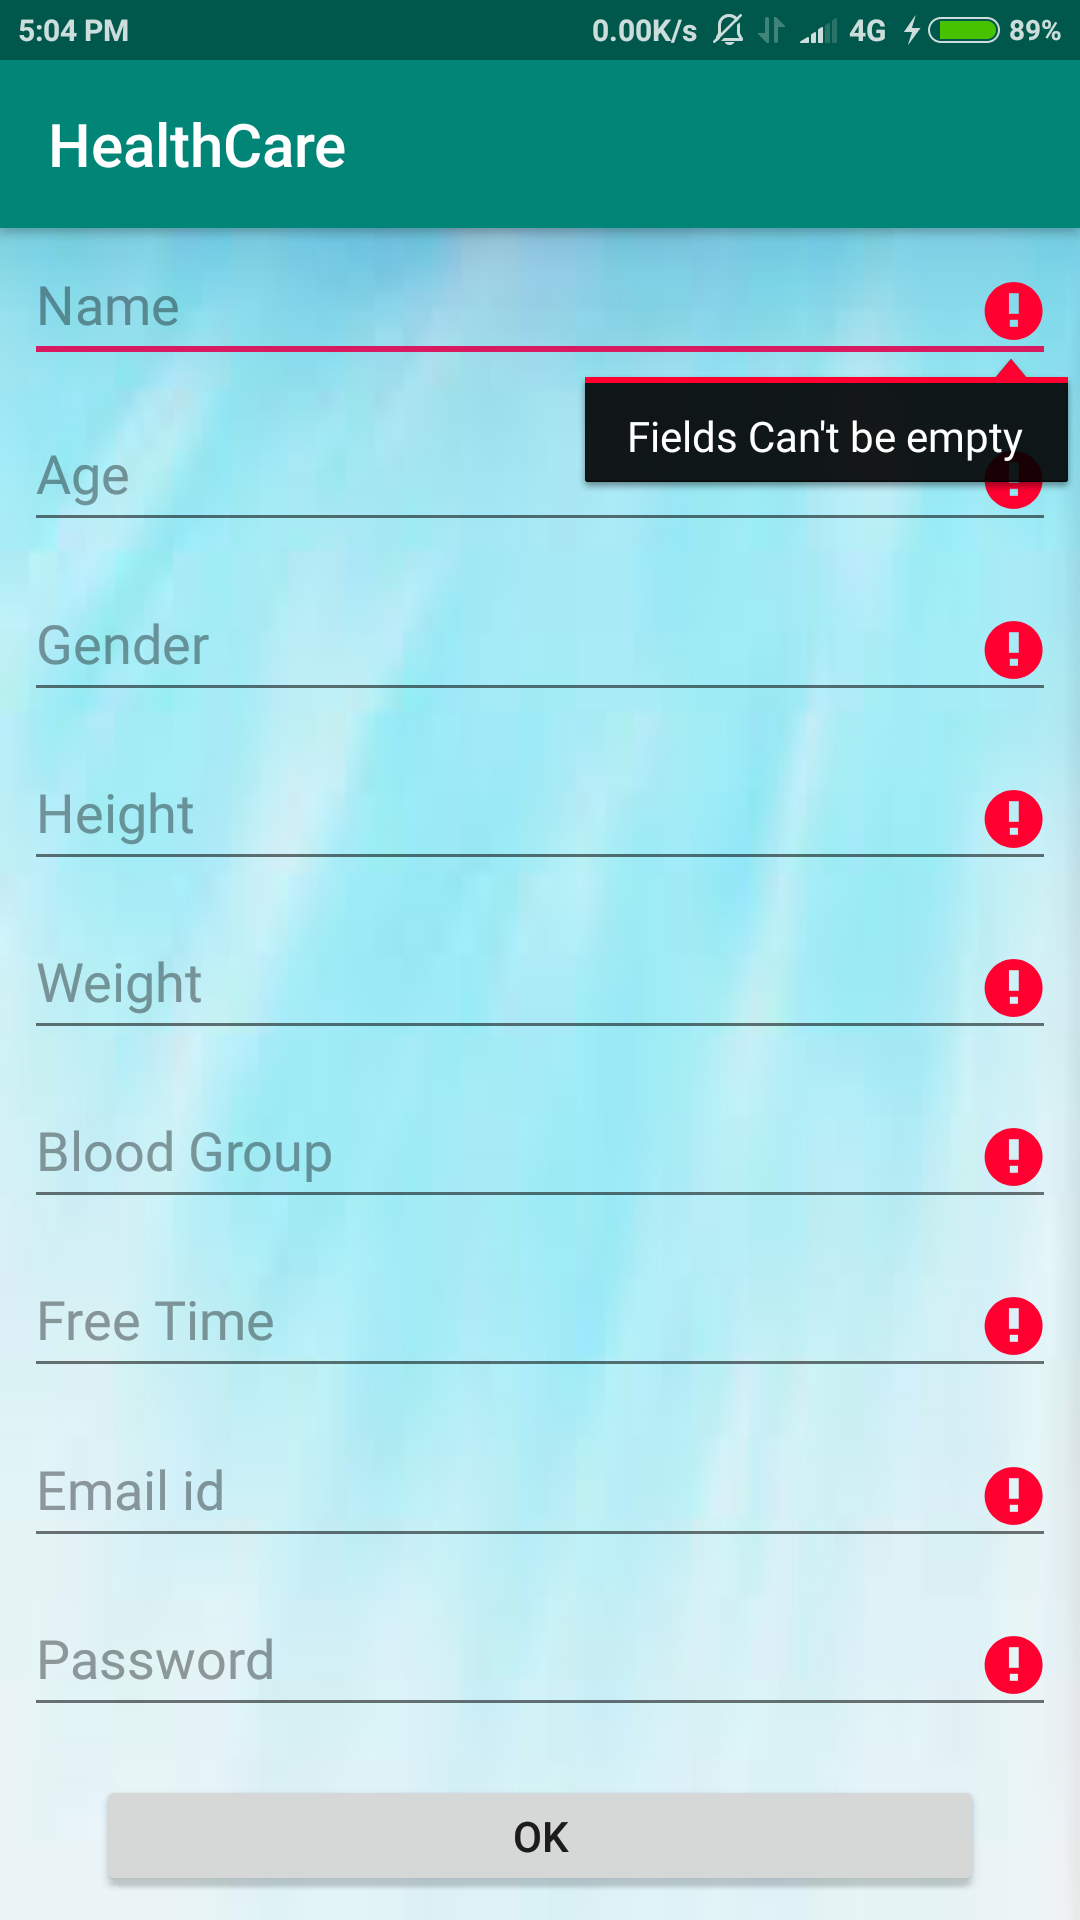 5:04 PM 0.00K/s 4G 89%
HealthCare
Name
Fields Can't be empty
Age
Gender
Height
Weight
Blood Group
Free Time
Email id
Password
OK